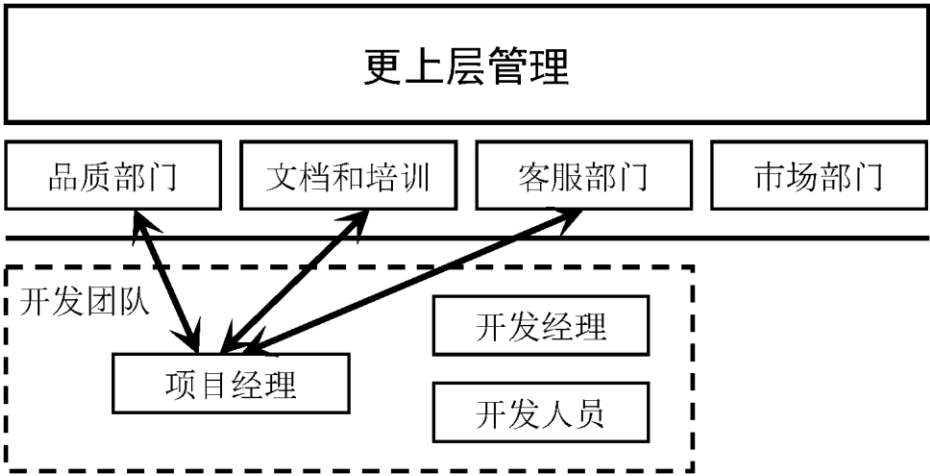 更上层管理
品质部门
文档和培训
客服部门
市场部门
开发团队
开发经理
项目经理
开发人员